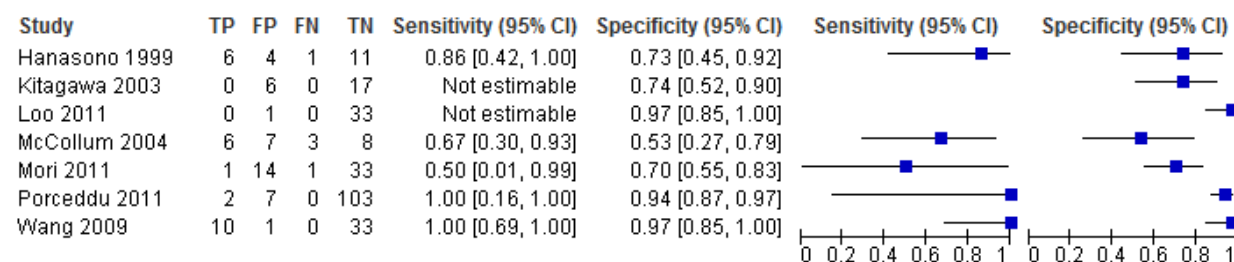 Study TP FP FN TN Sensitivity (95% CI) Specificity (95% CI) Sensitivity (95% CI) Specificity (95% CI)
Hanasono 1999 6 4 1 11 0.86 [0.42, 1.00] 0.73 [0.45, 0.92]
Kitagawa 2003 0 6 0 17 Not estimable 0.74 [0.52, 0.90]
Loo 2011 0 1 0 33 Not estimable 0.97 [0.85, 1.00]
McCollum 2004 6 7 3 8 0.67 [0.30, 0.93] 0.53 [0.27, 0.79]
Mori 2011 1 14 1 33 0.50 [0.01, 0.99] 0.70 [0.55, 0.83]
Porceddu 2011 2 7 0 103 1.00 [0.16, 1.00] 0.94 [0.87, 0.97]
Wang 2009 10 1 0 33 1.00 [0.69, 1.00] 0.97 [0.85, 1.00]
0 0.2 0.4 0.6 0.8 1 0 0.2 0.4 0.6 0.8 1